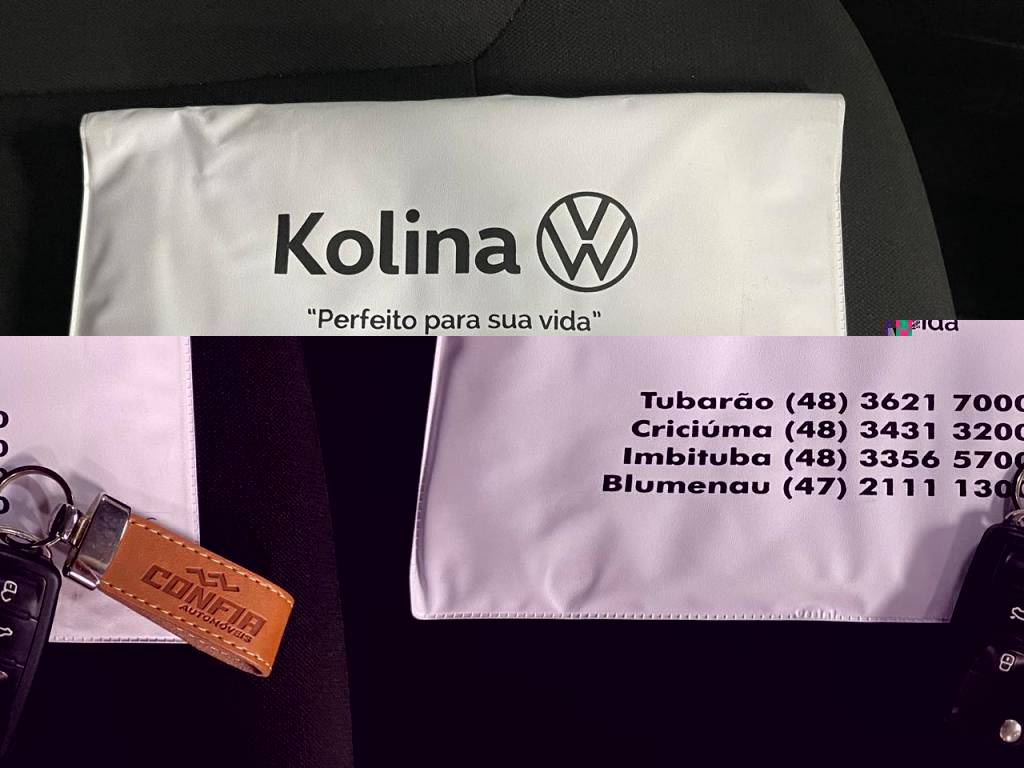 Kolina
"Perfeito para sua vida"
Tubarão (48) 3621 7000
Criciúma (48) 3431 3200
Imbituba (48) 3356 5700
Blumenau (47) 2111 130
CONFIA
AUTOMÓVEIS